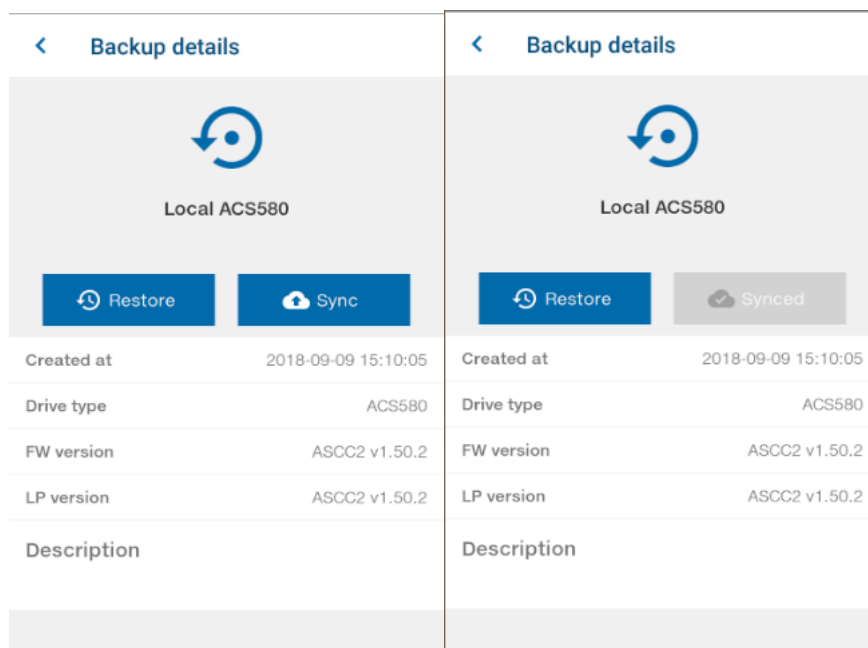 Backup details
Local ACS580
Restore
Sync
Created at 2018-09-09 15:10:05
Drive type ACS580
FW version ASCC2 v1.50.2
LP version ASCC2 v1.50.2
Description
Backup details
Local ACS580
Restore
Synced
Created at 2018-09-09 15:10:05
Drive type ACS580
FW version ASCC2 v1.50.2
LP version ASCC2 v1.50.2
Description